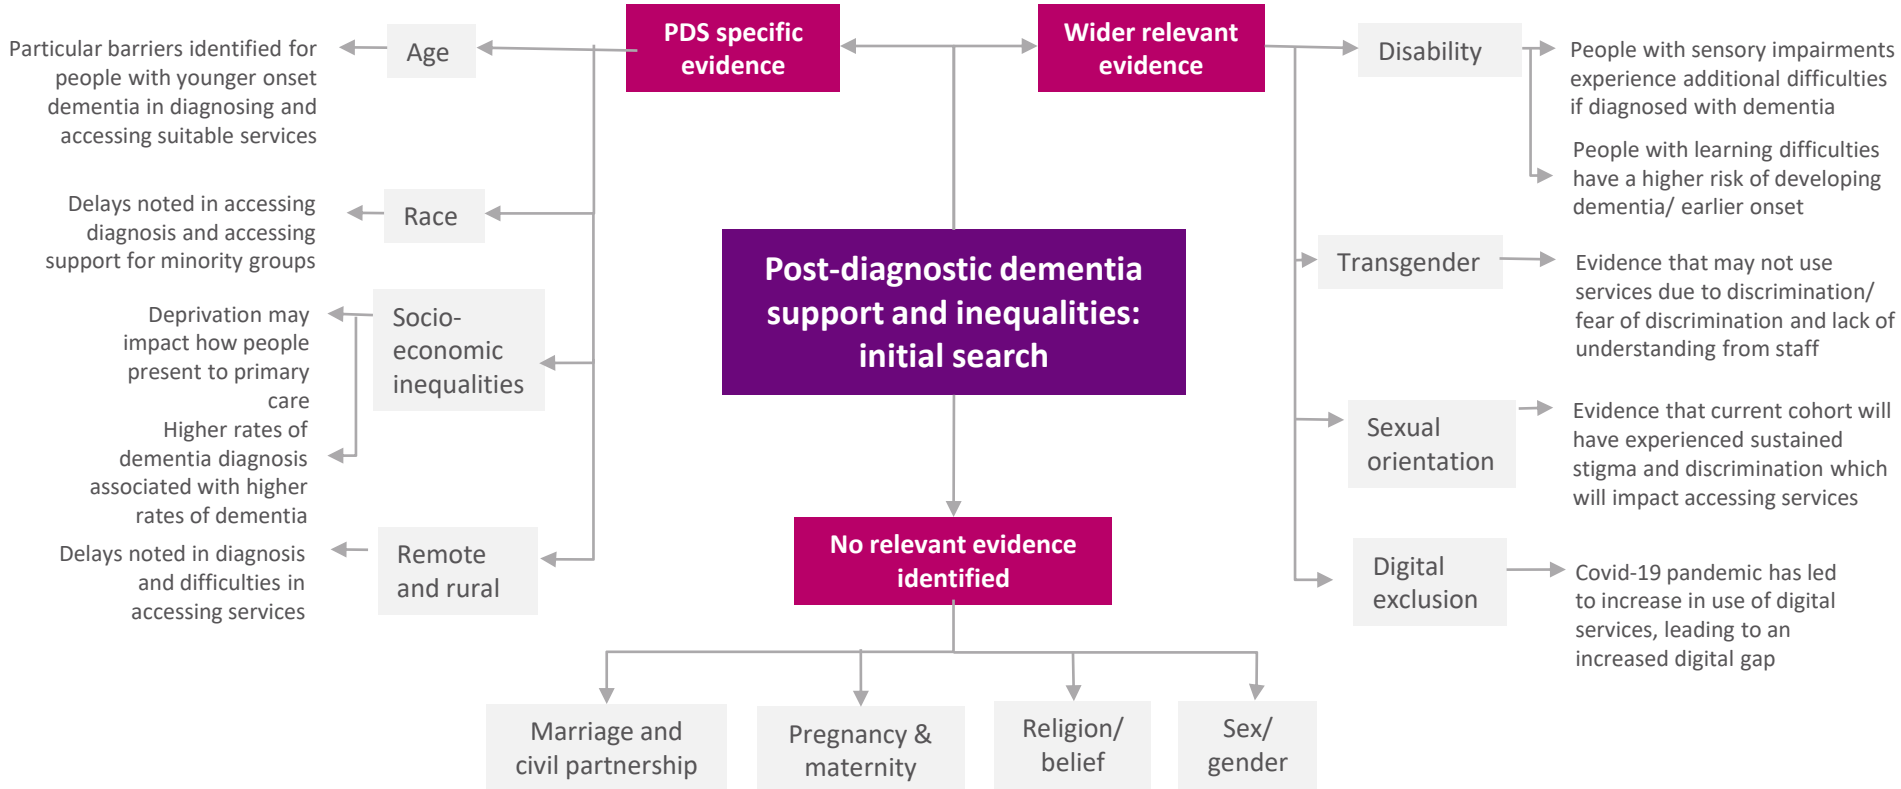 PDS specific
evidence
Wider relevant
evidence
Age
Particular barriers identified for
people with younger onset
dementia in diagnosing and
accessing suitable services
Race
Delays noted in accessing
diagnosis and accessing
support for minority groups
Socio-
economic
inequalities
Deprivation may
impact how people
present to primary
care
Higher rates of
dementia diagnosis
associated with higher
rates of dementia
Remote
and rural
Delays noted in diagnosis
and difficulties in
accessing services
Post-diagnostic dementia
support and inequalities:
initial search
No relevant evidence
identified
Marriage and
civil partnership
Pregnancy &
maternity
Religion/
belief
Sex/
gender
Disability
People with sensory impairments
experience additional difficulties
if diagnosed with dementia
People with learning difficulties
have a higher risk of developing
dementia/ earlier onset
Transgender
Evidence that may not use
services due to discrimination/
fear of discrimination and lack of
understanding from staff
Sexual
orientation
Evidence that current cohort will
have experienced sustained
stigma and discrimination which
will impact accessing services
Digital
exclusion
Covid-19 pandemic has led
to increase in use of digital
services, leading to an
increased digital gap